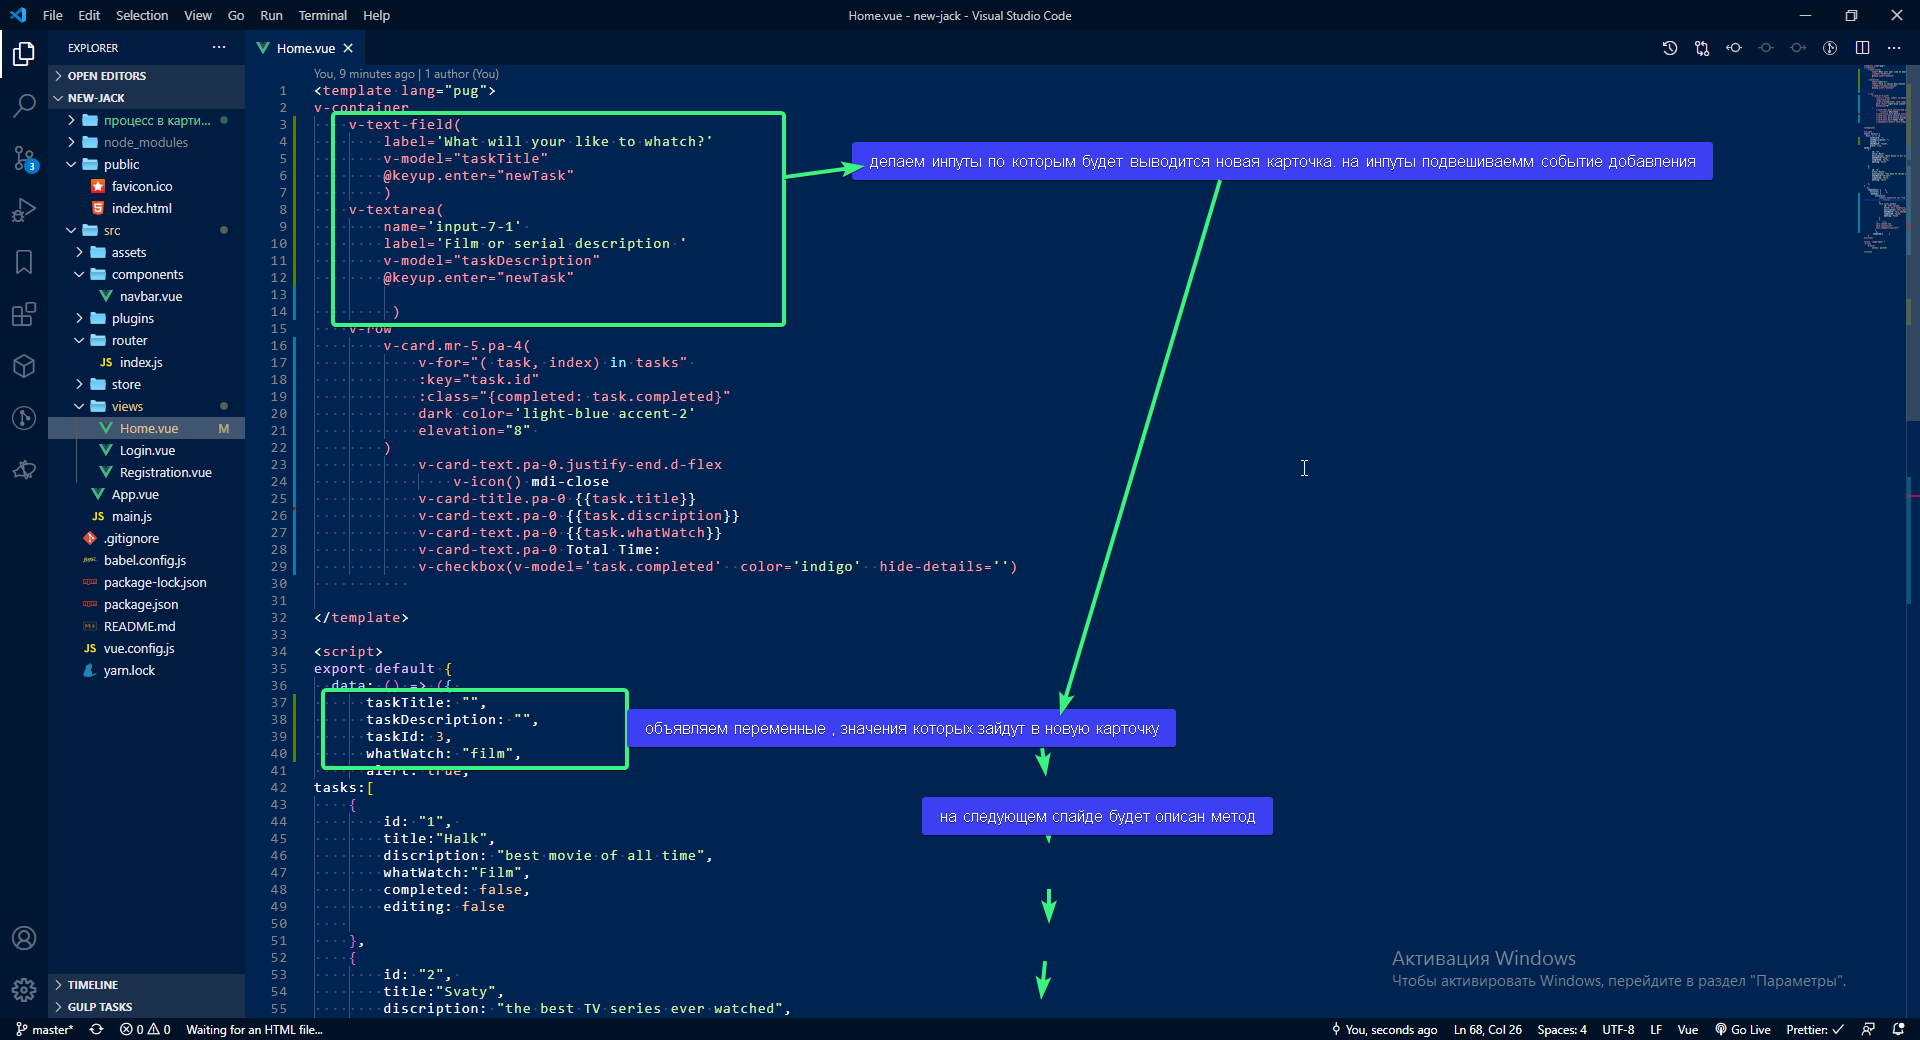 File Edit Selection View Go Run Terminal Help
Home.vue - new-jack - Visual Studio Code
EXPLORER
OPEN EDITORS
NEW-JACK
процесс в карти...
node_modules
public
favicon.ico
index.html
src
assets
components
navbar.vue
plugins
router
JS index.js
store
views
Home.vue M
Login.vue
Registration.vue
App.vue
JS main.js
.gitignore
babel.config.js
package-lock.json
package.json
README.md
JS vue.config.js
yarn.lock
TIMELINE
GULP TASKS
3
Home.vue
You, 9 minutes ago | 1 author (You)
1 <template lang="pug">
2 v-container
3 v-text-field(
4 label='What will your like to whatch?'
5 v-model="taskTitle"
6 @keyup.enter="newTask"
7 )
8 v-textarea(
9 name='input-7-1'
10 label='Film or serial description '
11 v-model="taskDescription"
12 @keyup.enter="newTask"
13
14 )
15 v-row
16 v-card.mr-5.pa-4(
17 v-for="( task, index) in tasks"
18 :key="task.id"
19 :class="{completed: task.completed}"
20 dark color='light-blue accent-2'
21 elevation="8"
22 )
23 v-card-text.pa-0.justify-end.d-flex
24 v-icon() mdi-close
25 v-card-title.pa-0 {{task.title}}
26 v-card-text.pa-0 {{task.discription}}
27 v-card-text.pa-0 {{task.whatWatch}}
28 v-card-text.pa-0 Total Time:
29 v-checkbox(v-model='task.completed' color='indigo' hide-details='')
30
31
32 </template>
33
34 <script>
35 export default {
36 data: () => ({
37 taskTitle: "",
38 taskDescription: "",
39 taskId: 3,
40 whatWatch: "film",
41 alert: true,
42 tasks:[
43 {
44 id: "1",
45 title:"Halk",
46 discription: "best movie of all time",
47 whatWatch:"Film",
48 completed: false,
49 editing: false
50
51 },
52 {
53 id: "2",
54 title:"Svaty",
55 discription: "the best TV series ever watched",
делаем инпуты по которым будет выводится новая карточка. на инпуты подвешиваемм событие добавления
объявляем переменные , значения которых зайдут в новую карточку
на следующем слайде будет описан метод
Активация Windows
Чтобы активировать Windows, перейдите в раздел "Параметры".
master* 0 0 Waiting for an HTML file... You, seconds ago Ln 68, Col 26 Spaces: 4 UTF-8 LF Vue Go Live Prettier: